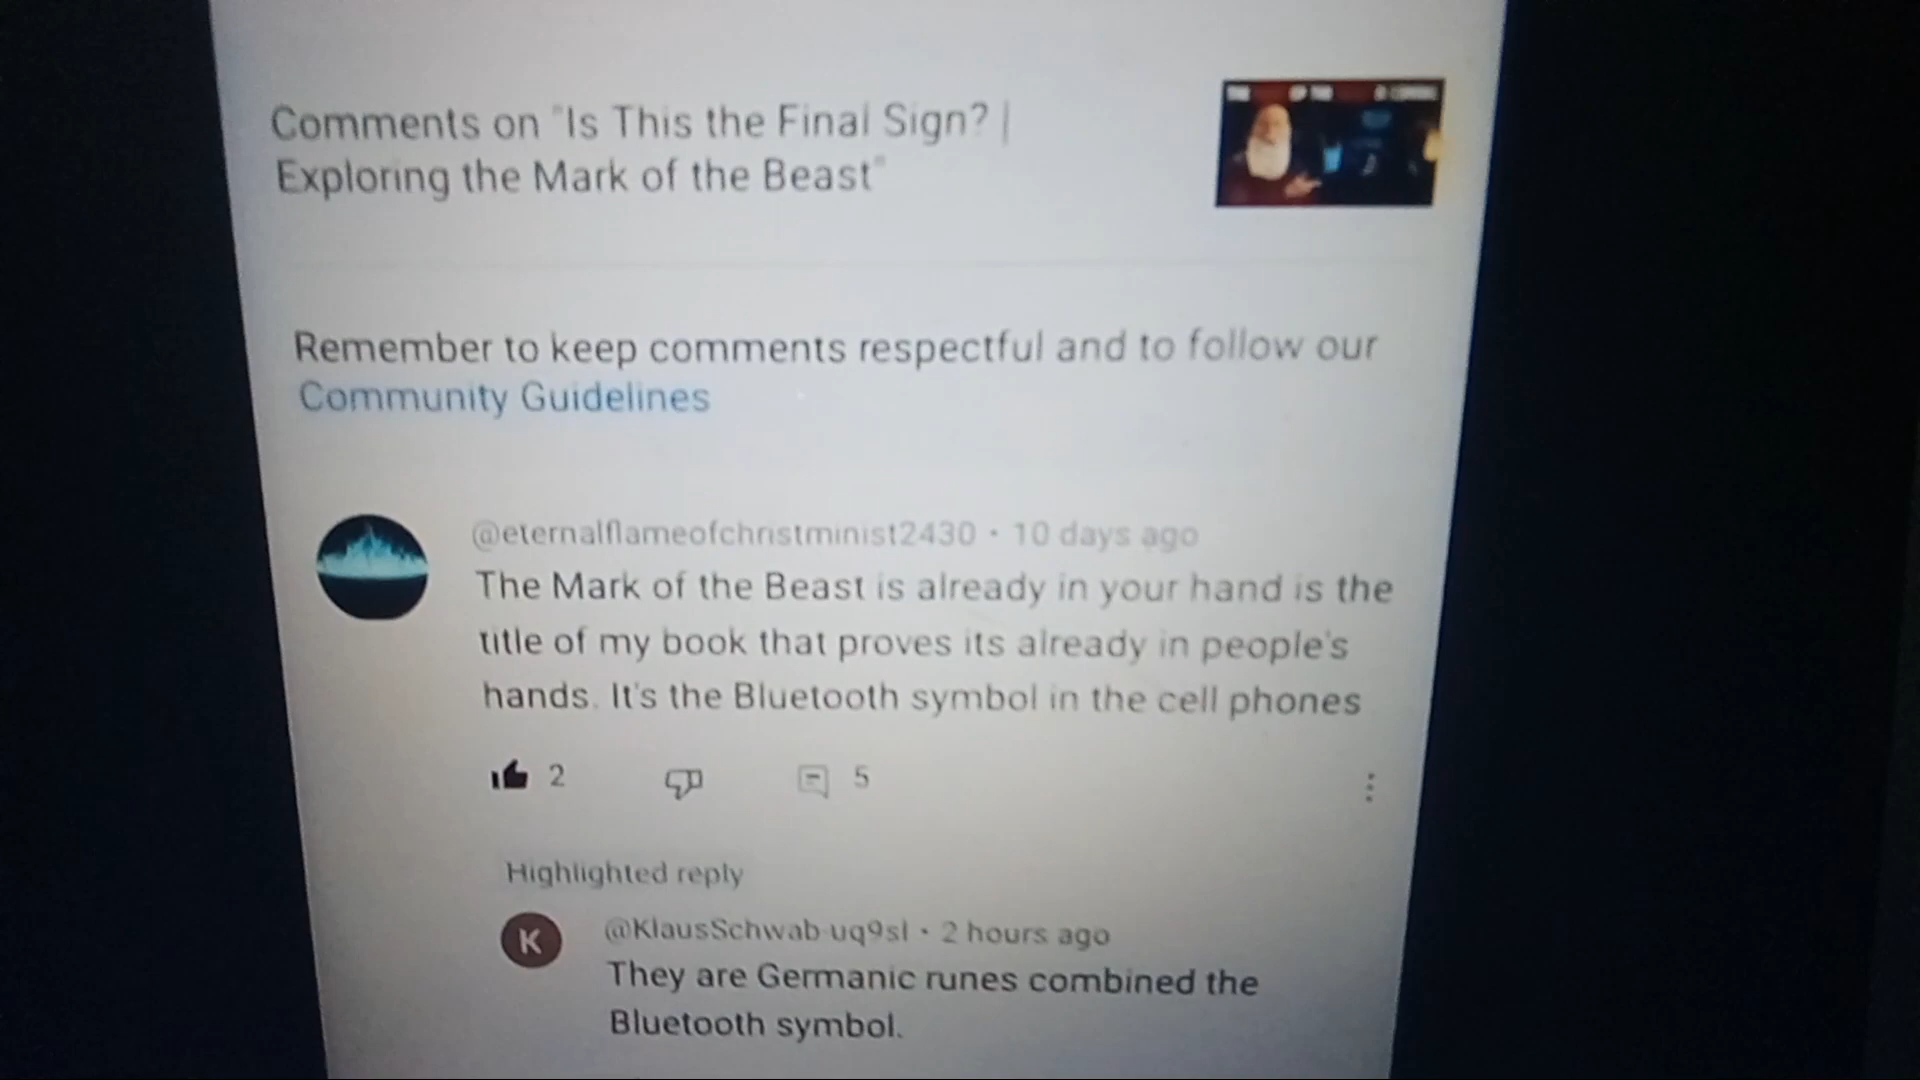 Comments on "Is This the Final Sign? |
Exploring the Mark of the Beast"
Remember to keep comments respectful and to follow our
Community Guidelines
@eternalflameofchristminist2430 • 10 days ago
The Mark of the Beast is already in your hand is the
title of my book that proves its already in people's
hands. It's the Bluetooth symbol in the cell phones
2
5
Highlighted reply
K
@KlausSchwab-uq9sl • 2 hours ago
They are Germanic runes combined the
Bluetooth symbol.